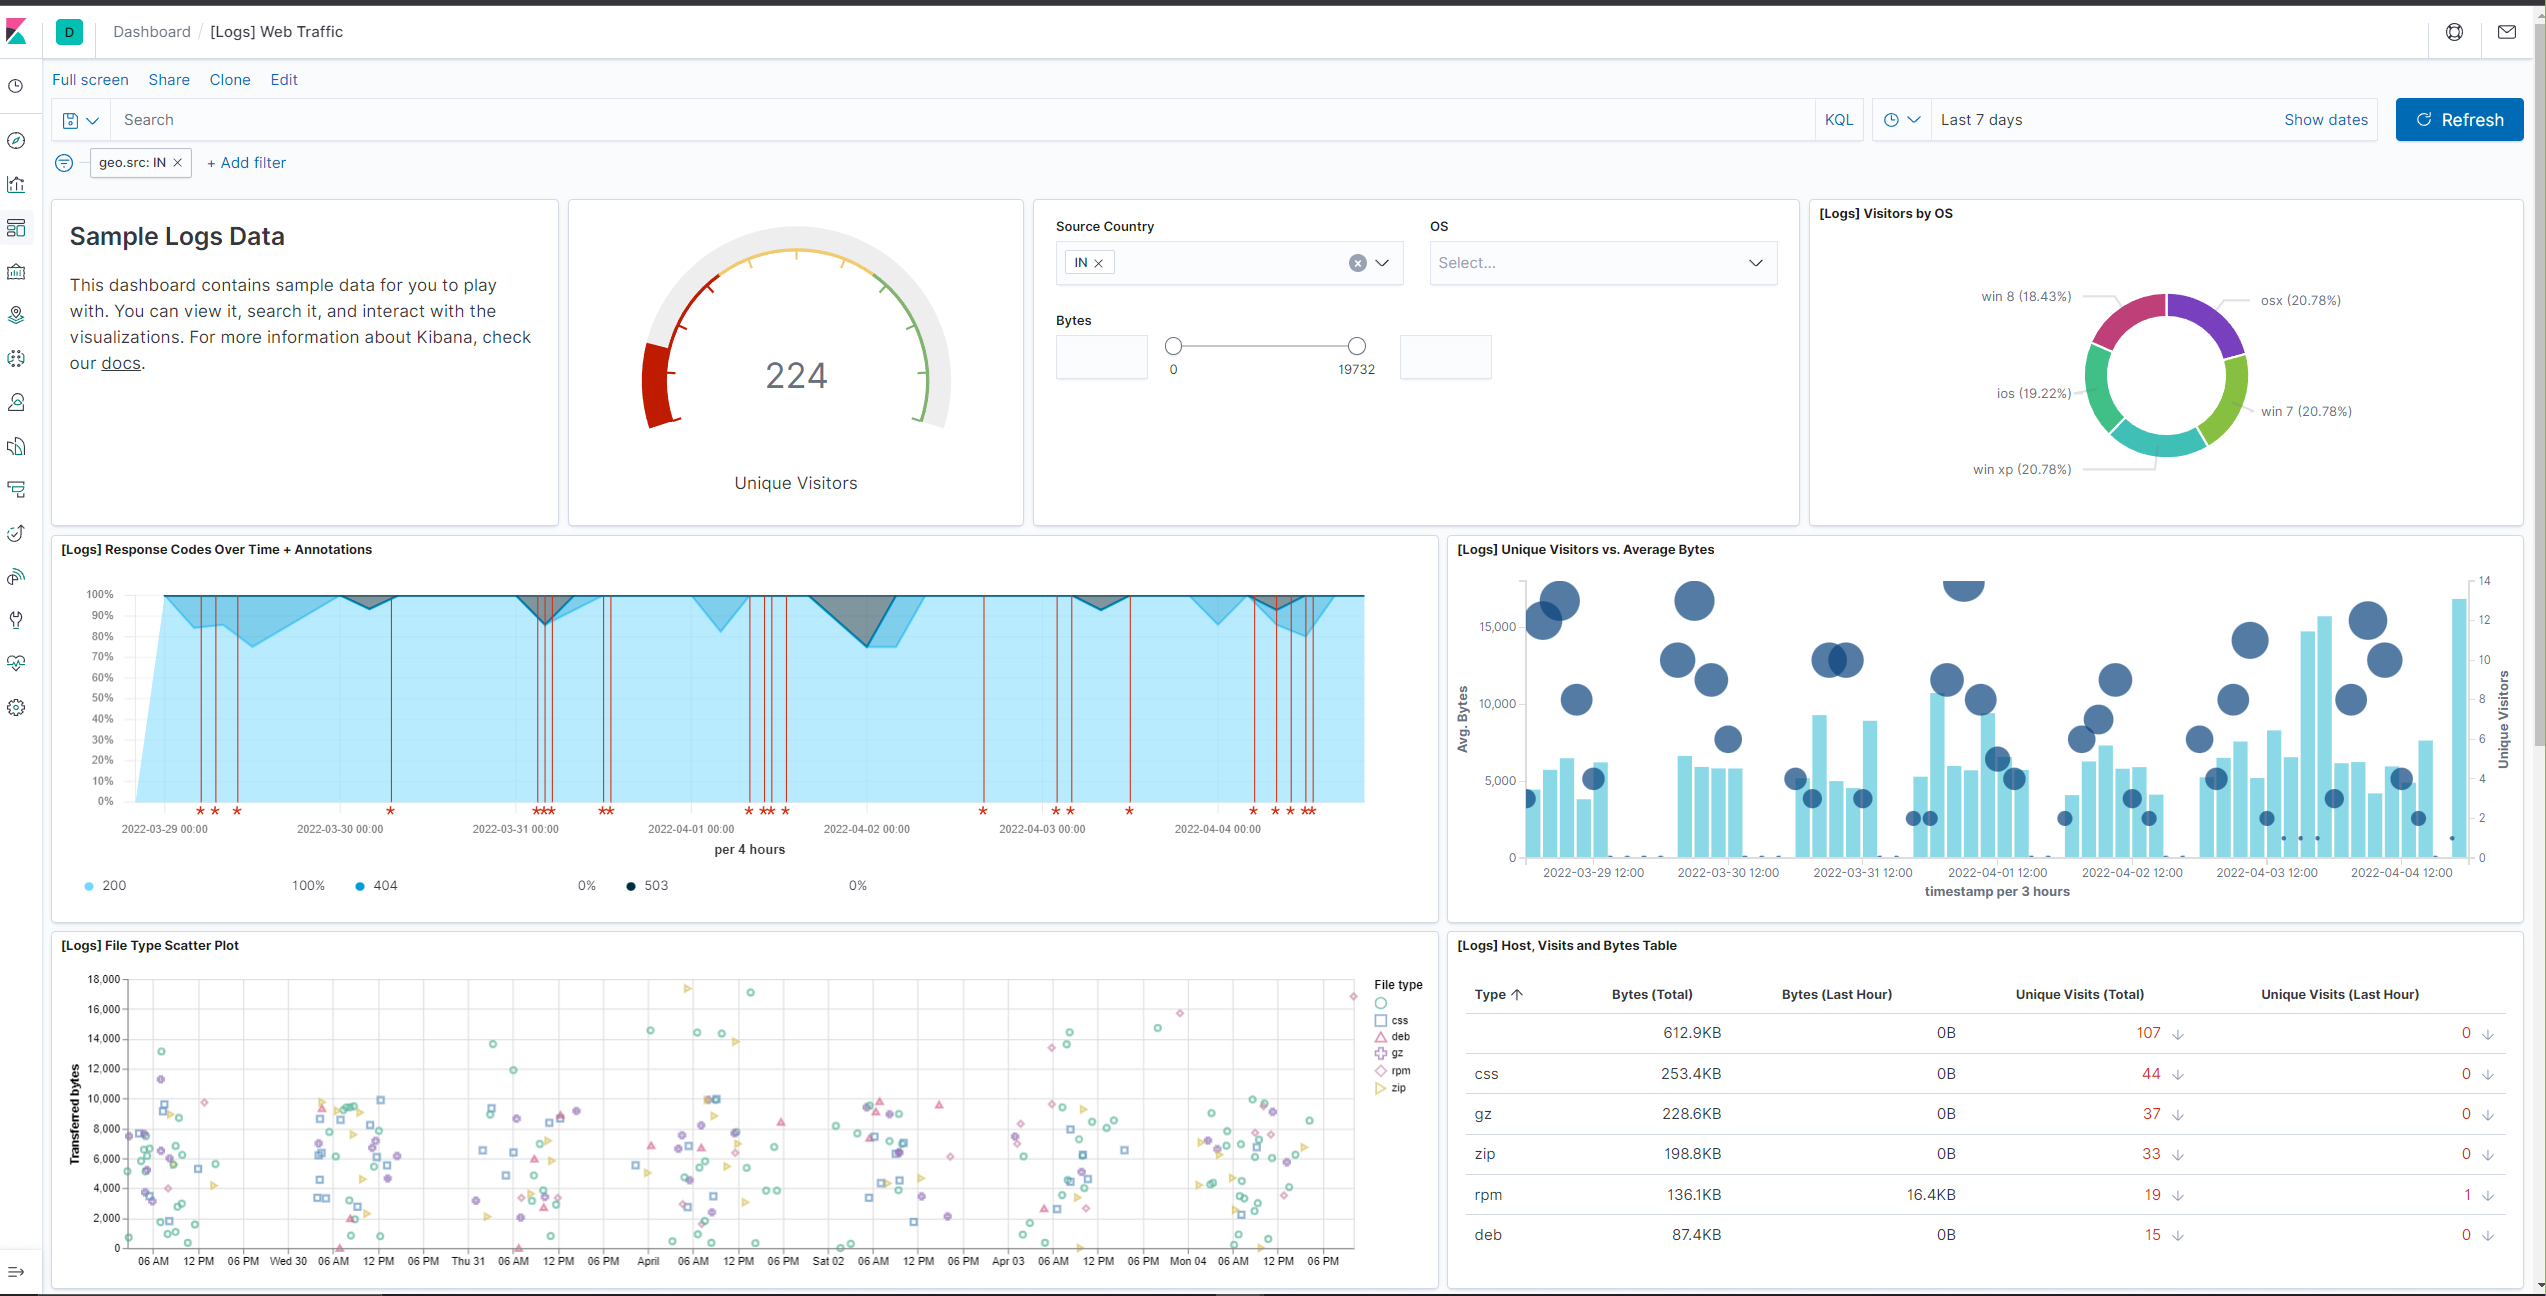 D Dashboard / [Logs] Web Traffic
Full screen Share Clone Edit
Search KQL Last 7 days Show dates Refresh
geo.src: IN × + Add filter
Sample Logs Data
This dashboard contains sample data for you to play
with. You can view it, search it, and interact with the
visualizations. For more information about Kibana, check
our docs.
224
Unique Visitors
Source Country OS
IN × Select...
Bytes
0 19732
[Logs] Visitors by OS
win 8 (18.43%) osx (20.78%)
ios (19.22%) win 7 (20.78%)
win xp (20.78%)
[Logs] Response Codes Over Time + Annotations
100%
90%
80%
70%
60%
50%
40%
30%
20%
10%
0%
2022-03-29 00:00 2022-03-30 00:00 2022-03-31 00:00 2022-04-01 00:00 2022-04-02 00:00 2022-04-03 00:00 2022-04-04 00:00
per 4 hours
200 100% 404 0% 503 0%
[Logs] Unique Visitors vs. Average Bytes
Avg. Bytes
15,000
10,000
5,000
0
14
12
10
8
6
4
2
0
Unique Visitors
2022-03-29 12:00 2022-03-30 12:00 2022-03-31 12:00 2022-04-01 12:00 2022-04-02 12:00 2022-04-03 12:00 2022-04-04 12:00
timestamp per 3 hours
[Logs] File Type Scatter Plot
Transferred bytes
18,000
16,000
14,000
12,000
10,000
8,000
6,000
4,000
2,000
0
06 AM 12 PM 06 PM Wed 30 06 AM 12 PM 06 PM Thu 31 06 AM 12 PM 06 PM April 06 AM 12 PM 06 PM Sat 02 06 AM 12 PM 06 PM Apr 03 06 AM 12 PM 06 PM Mon 04 06 AM 12 PM 06 PM
File type
css
deb
gz
rpm
zip
[Logs] Host, Visits and Bytes Table
Type Bytes (Total) Bytes (Last Hour) Unique Visits (Total) Unique Visits (Last Hour)
612.9KB 0B 107 0
css 253.4KB 0B 44 0
gz 228.6KB 0B 37 0
zip 198.8KB 0B 33 0
rpm 136.1KB 16.4KB 19 1
deb 87.4KB 0B 15 0